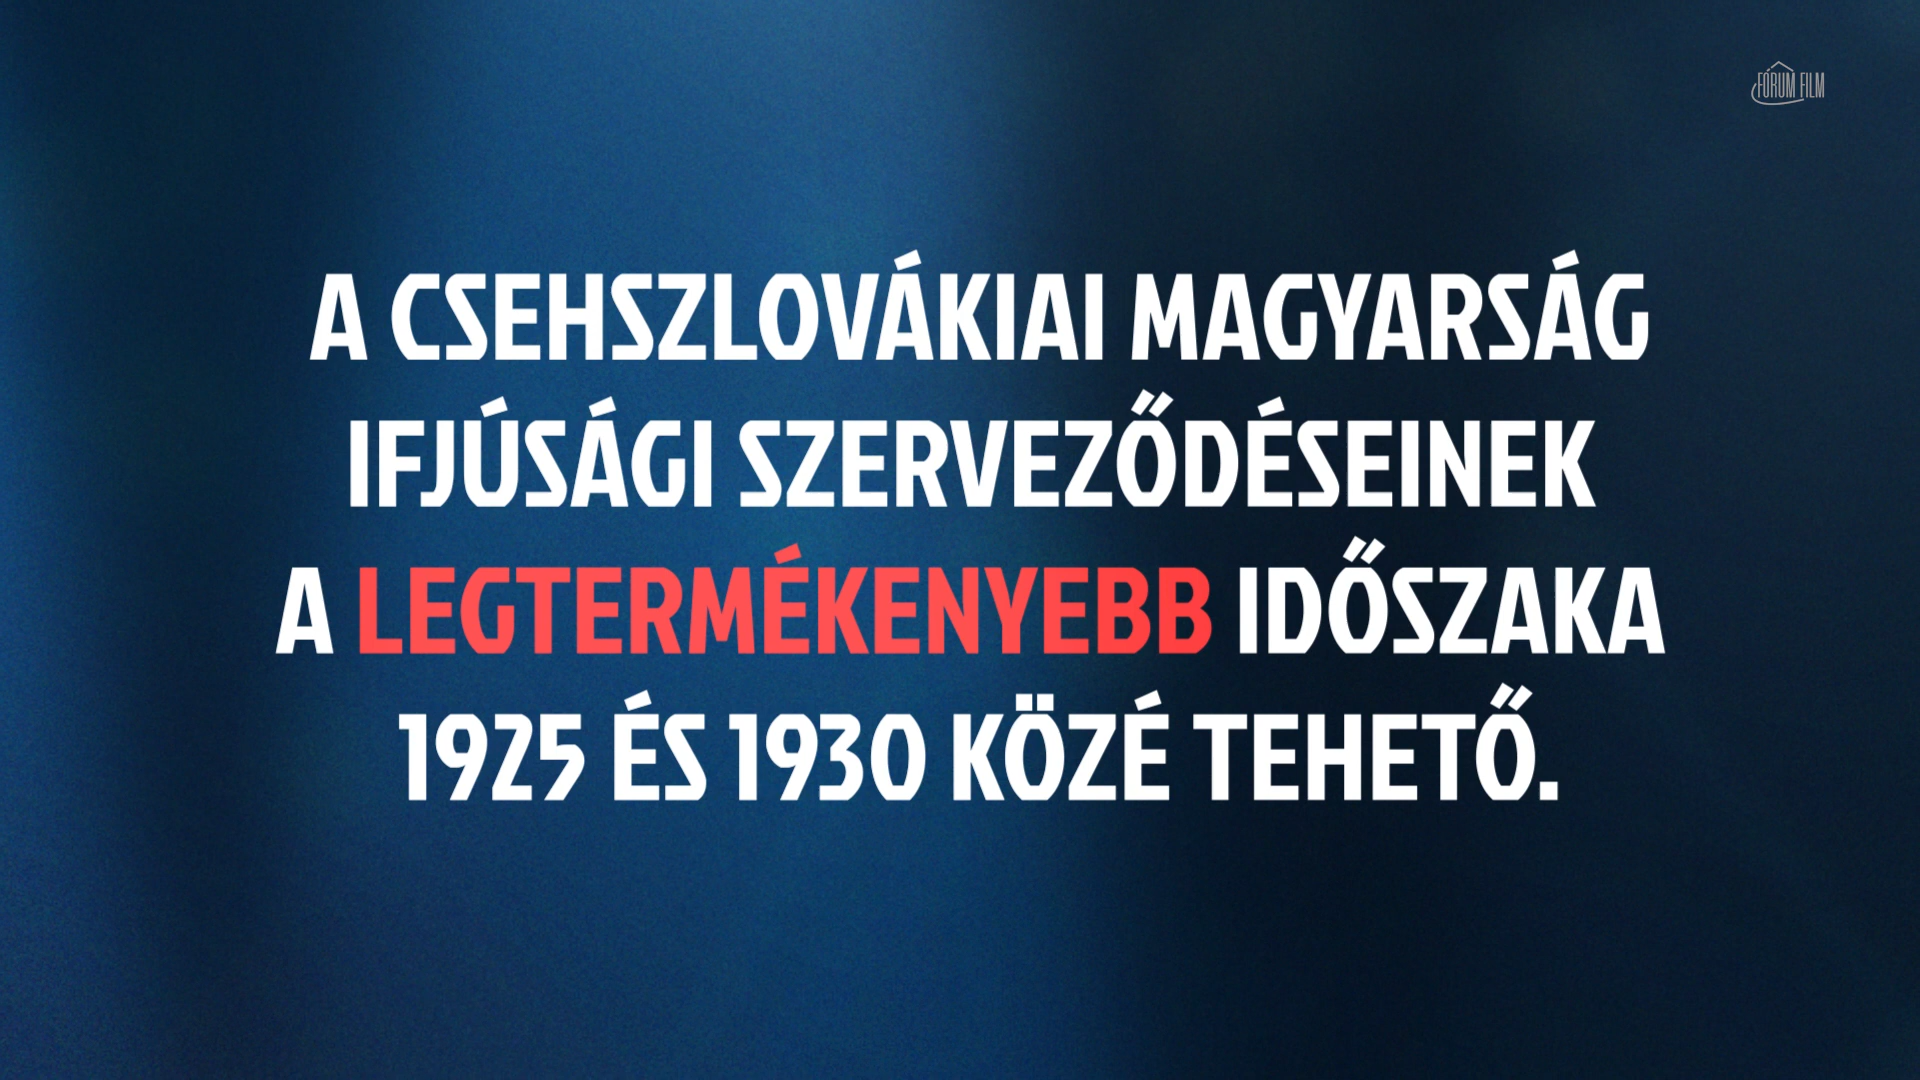 FÓRUM FILM
A CSEHSZLOVÁKIAI MAGYARSÁG
IFJÚSÁGI SZERVEZŐDÉSEINEK
A LEGTERMÉKENYEBB IDŐSZAKA
1925 ÉS 1930 KÖZÉ TEHETŐ.